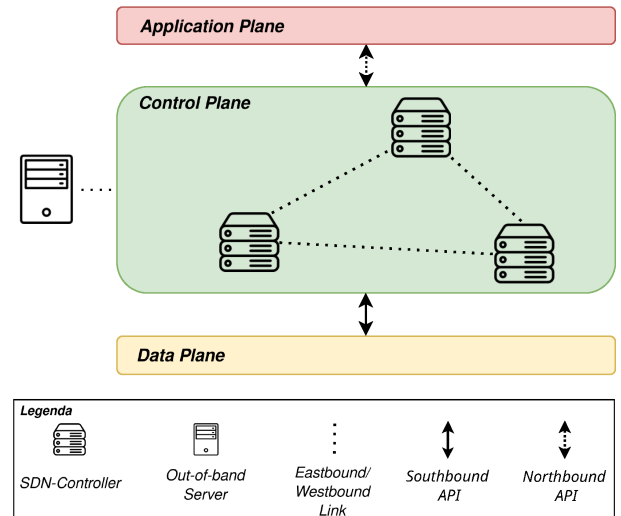 Application Plane
Control Plane
Data Plane
Legenda
SDN-Controller
Out-of-band
Server
Eastbound/
Westbound
Link
Southbound
API
Northbound
API